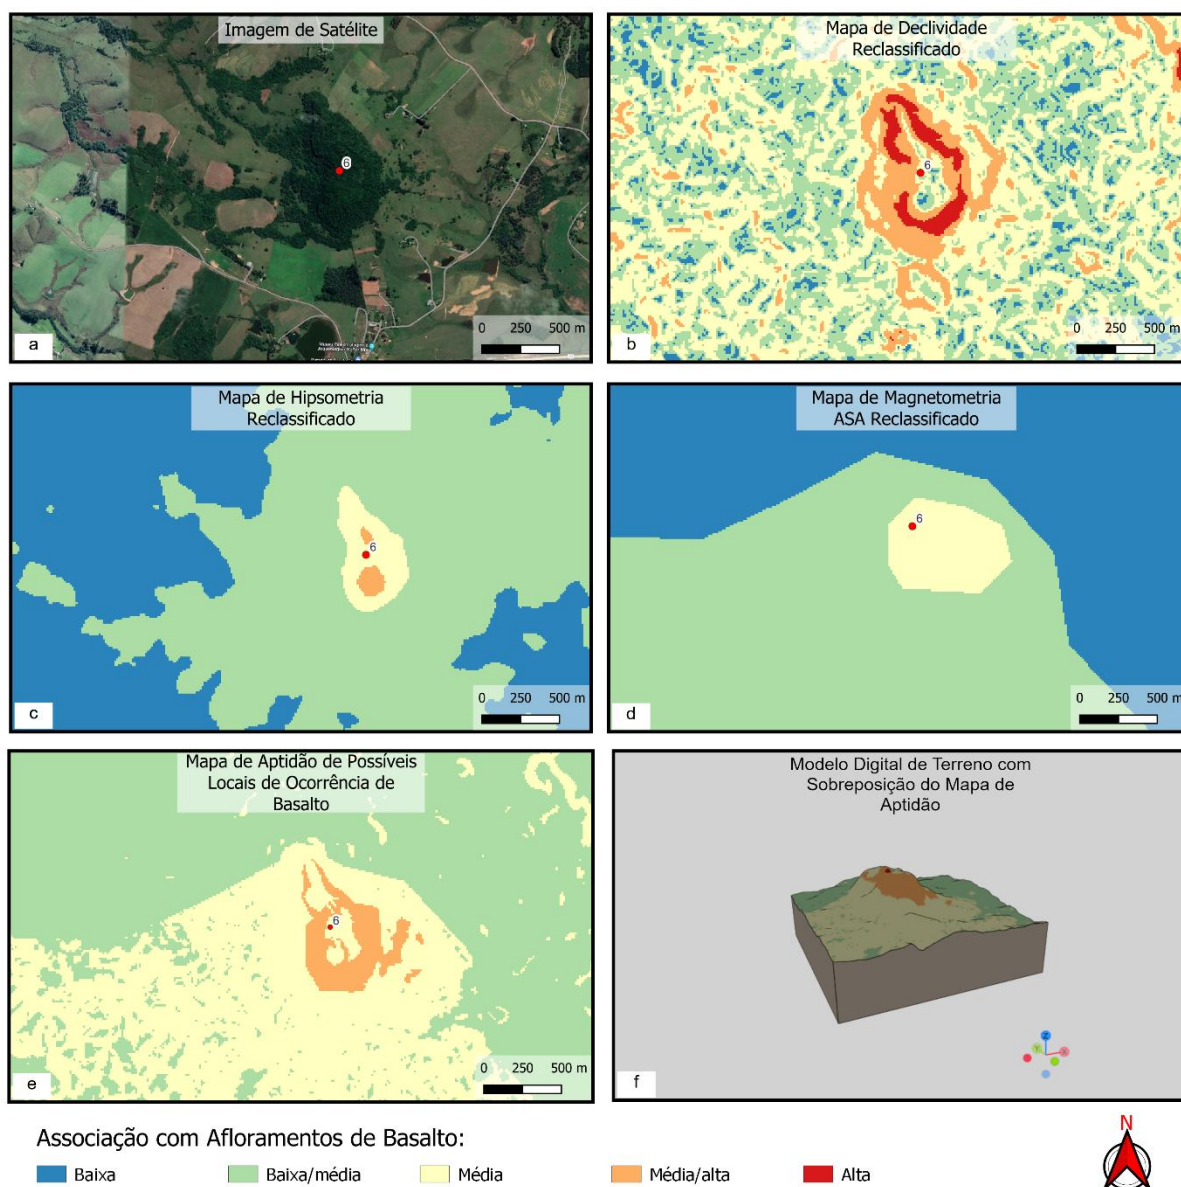 Imagem de Satélite
6
0 250 500 m
a
Mapa de Declividade
Reclassificado
6
0 250 500 m
b
Mapa de Hipsometria
Reclassificado
6
0 250 500 m
c
Mapa de Magnetometria
ASA Reclassificado
6
0 250 500 m
d
Mapa de Aptidão de Possíveis
Locais de Ocorrência de
Basalto
6
0 250 500 m
e
Modelo Digital de Terreno com
Sobreposição do Mapa de
Aptidão
Z
Y
X
f
Associação com Afloramentos de Basalto:
Baixa
Baixa/média
Média
Média/alta
Alta
N